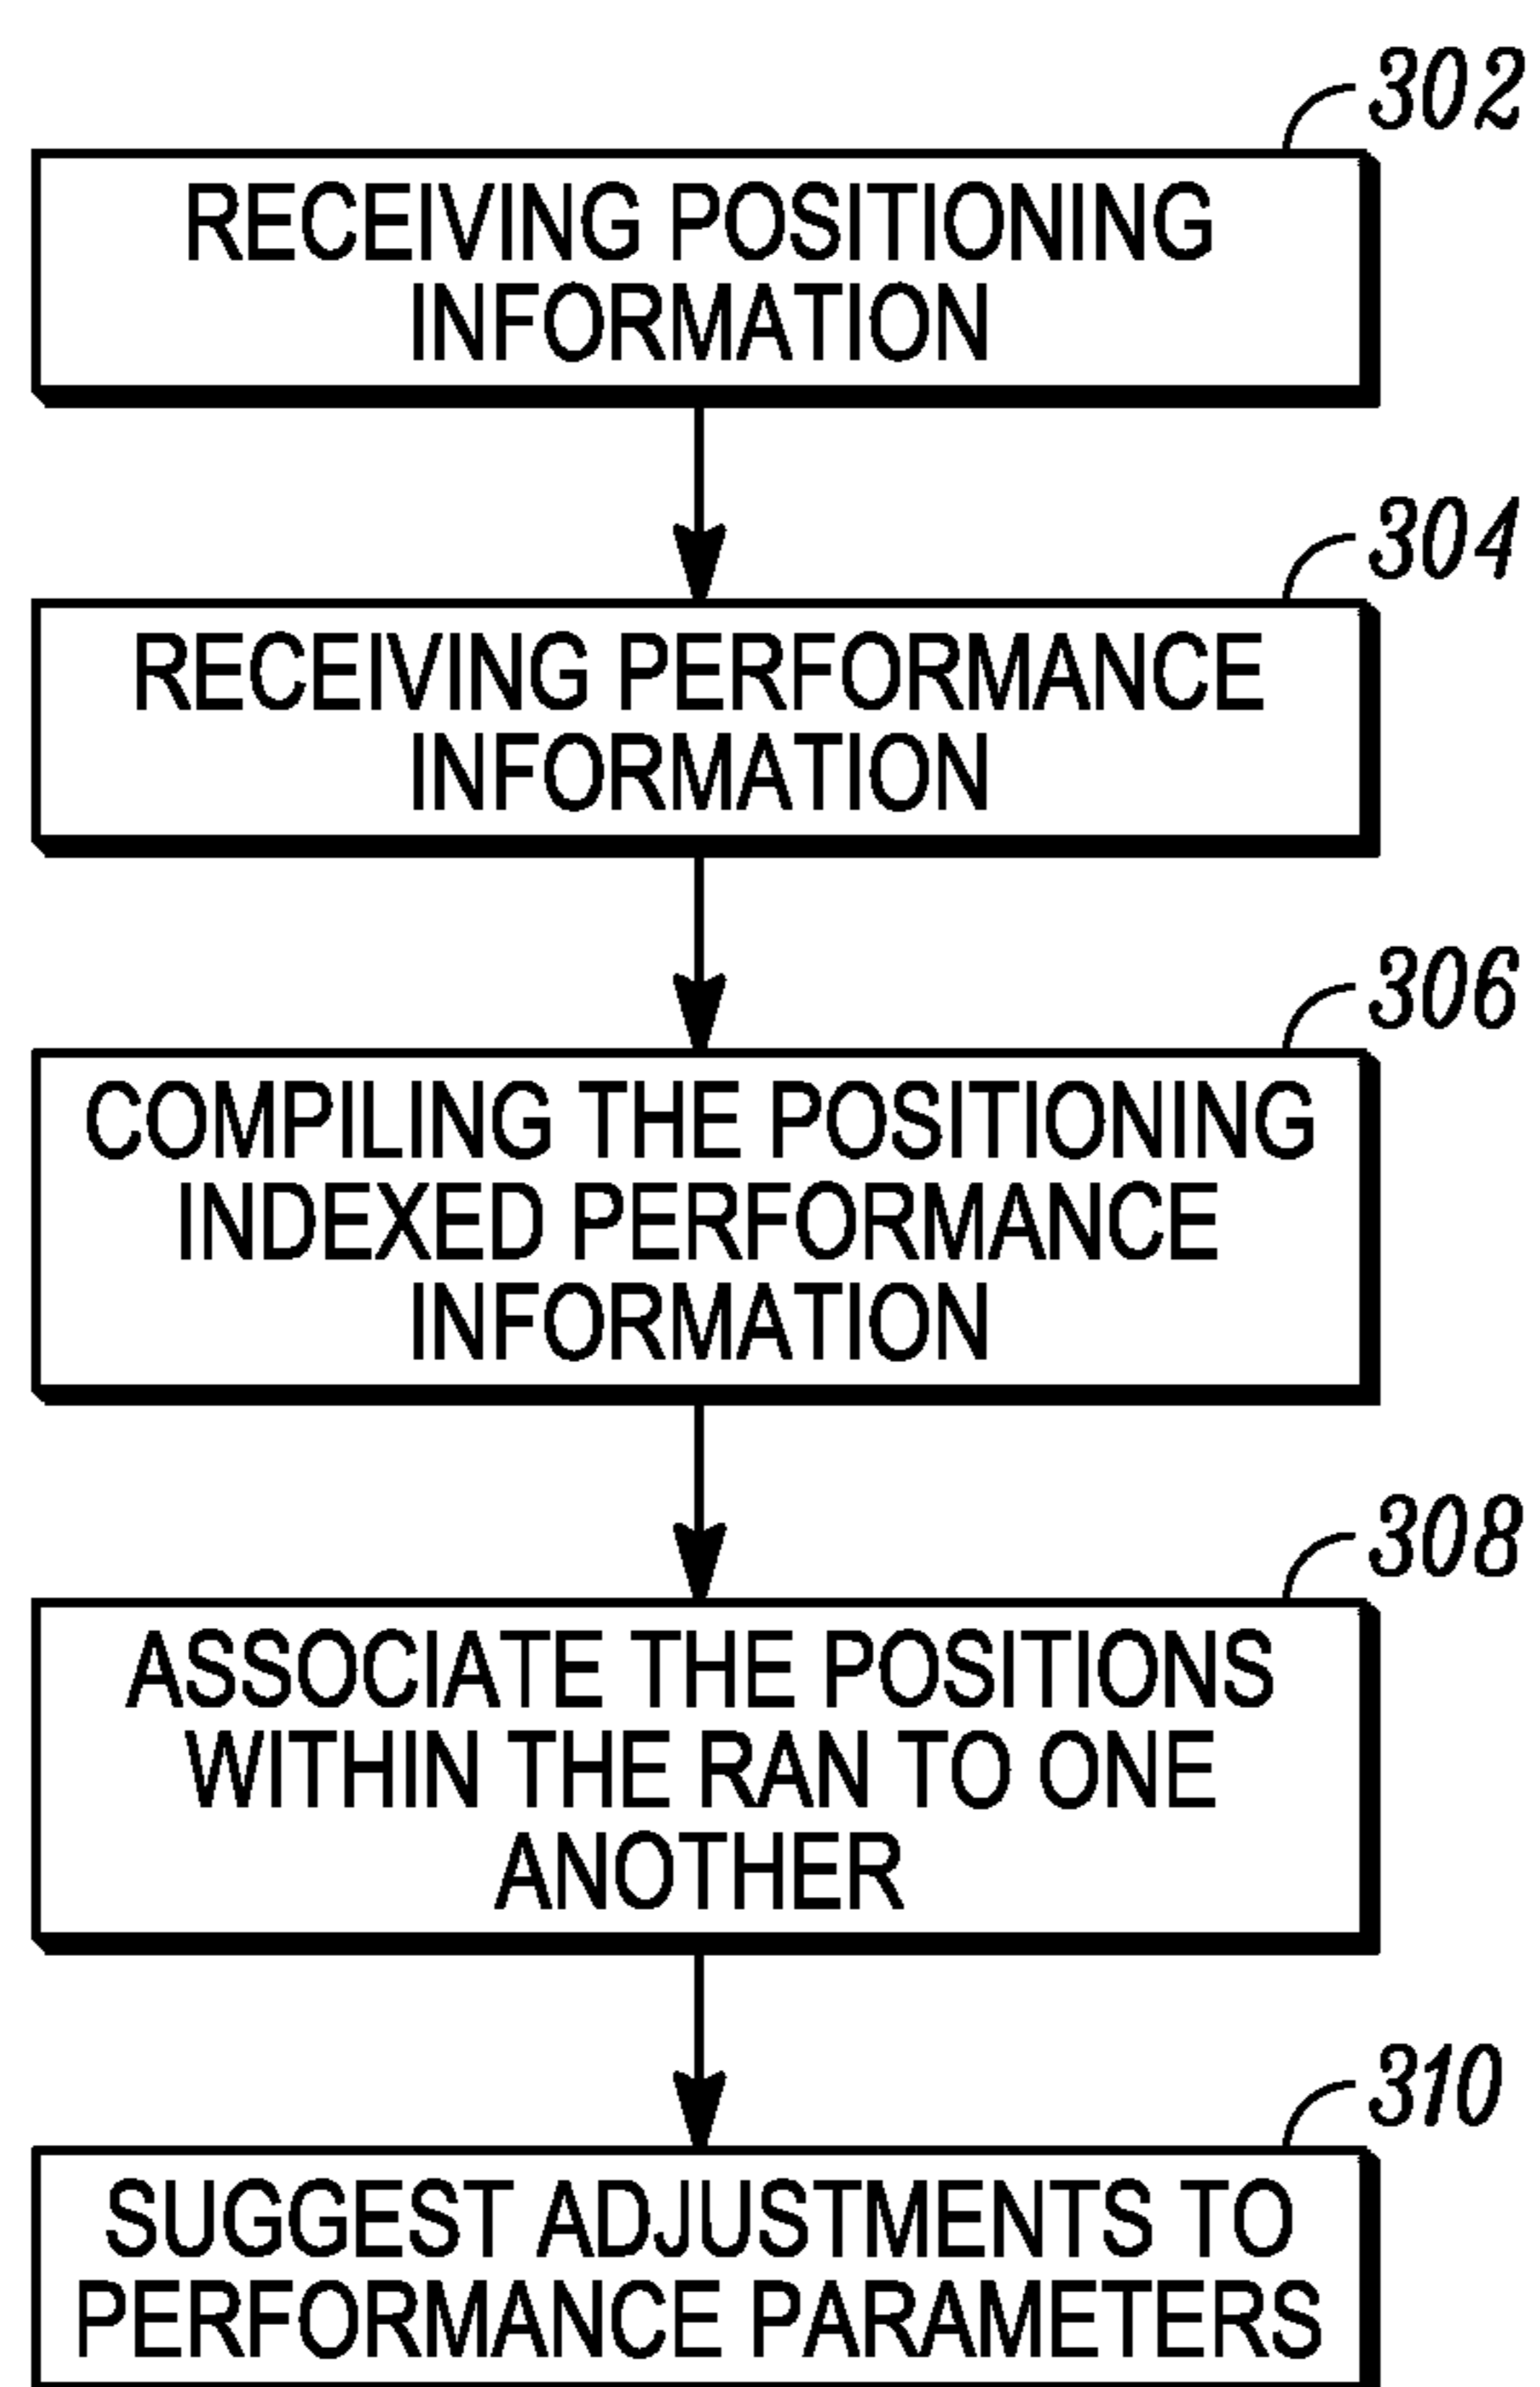 302
RECEIVING POSITIONING
INFORMATION
304
RECEIVING PERFORMANCE
INFORMATION
306
COMPILING THE POSITIONING
INDEXED PERFORMANCE
INFORMATION
308
ASSOCIATE THE POSITIONS
WITHIN THE RAN TO ONE
ANOTHER
310
SUGGEST ADJUSTMENTS TO
PERFORMANCE PARAMETERS